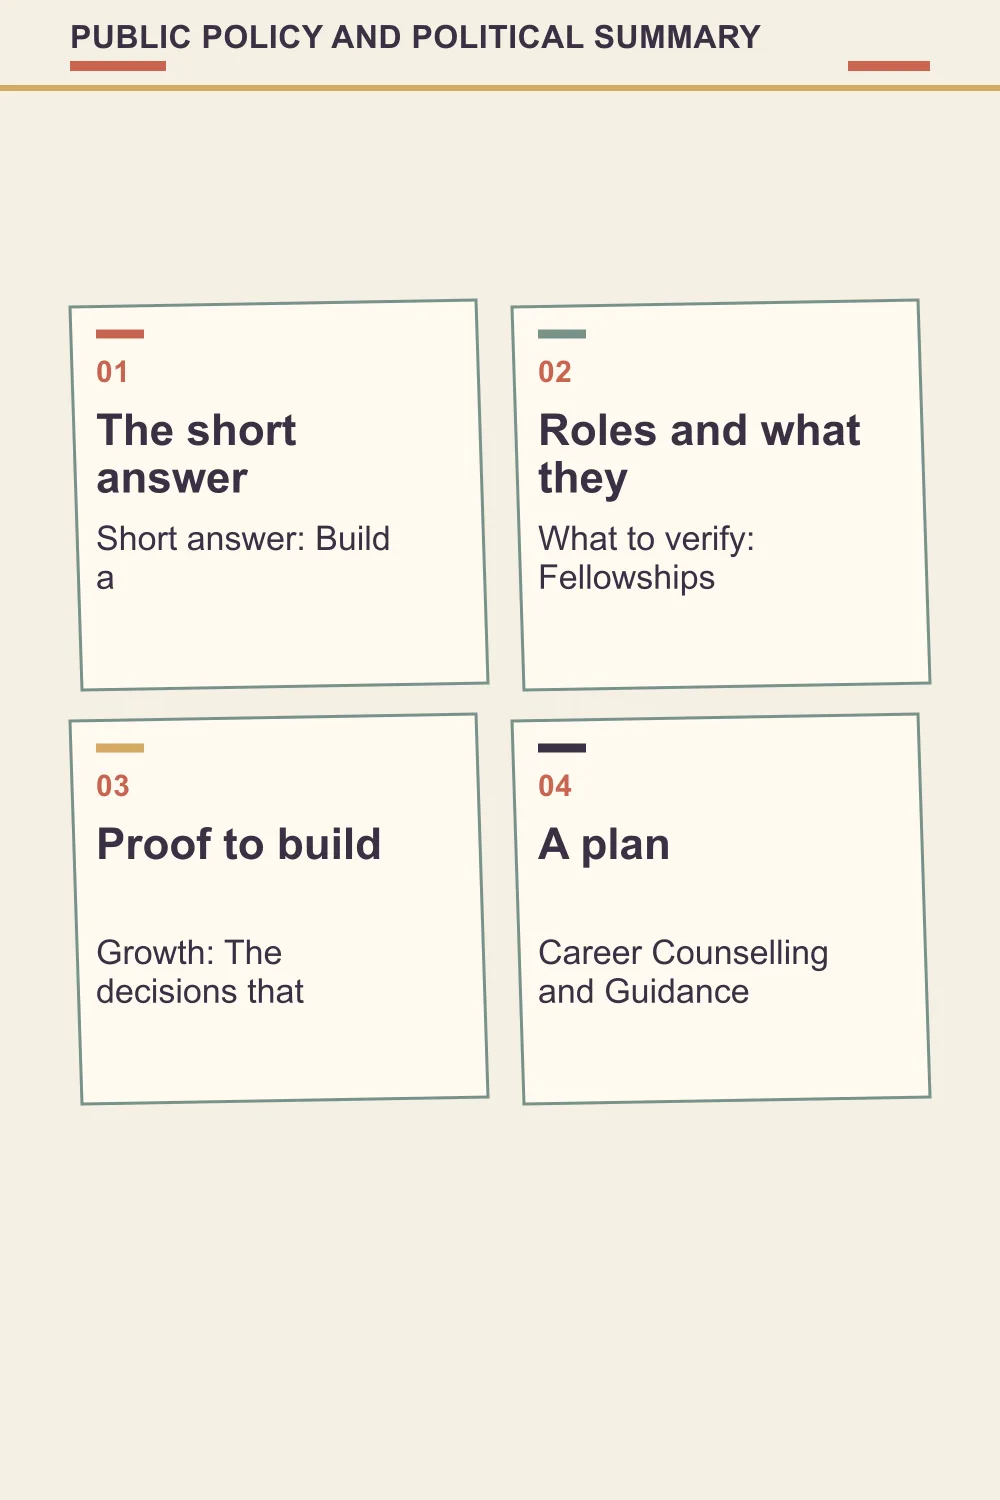 PUBLIC POLICY AND POLITICAL SUMMARY
01
The short
answer
Short answer: Build
a
02
Roles and what
they
What to verify:
Fellowships
03
Proof to build
Growth: The
decisions that
04
A plan
Career Counselling
and Guidance